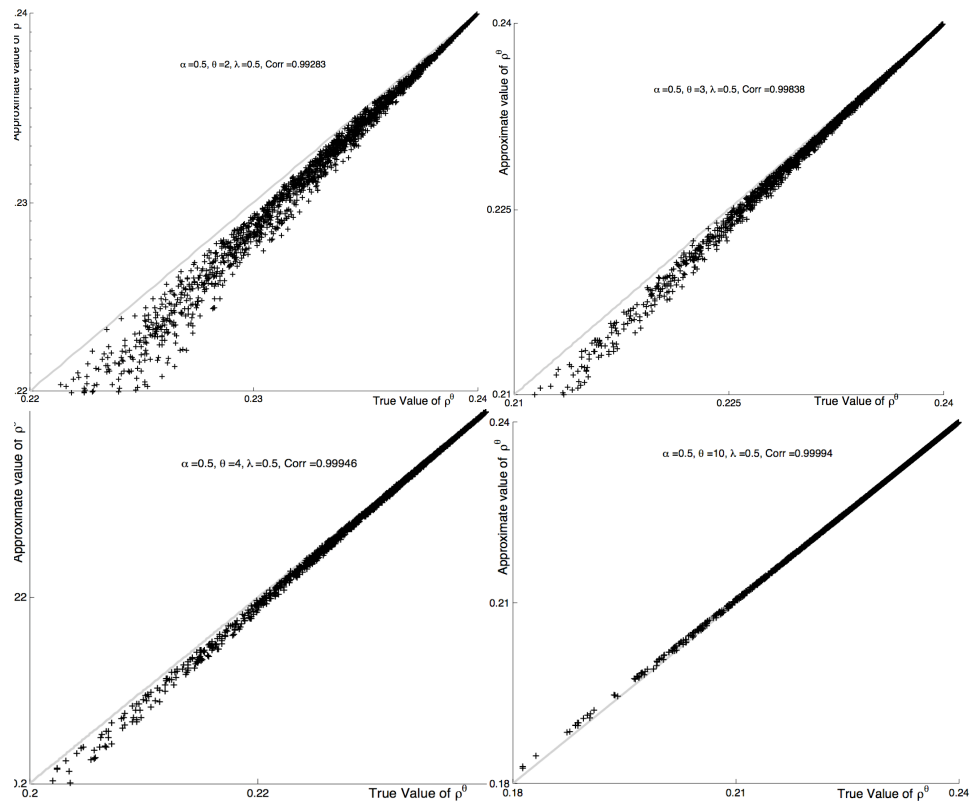 .24
Approximate value of ρ
α=0.5, θ=2, λ=0.5, Corr=0.99283
.23
.22
0.22
0.23
0.24
True Value of ρ^θ
0.24
Approximate value of ρ^θ
α=0.5, θ=3, λ=0.5, Corr=0.99838
0.225
0.21
0.21
0.225
0.24
True Value of ρ^θ
Approximate value of ρ
α=0.5, θ=4, λ=0.5, Corr=0.99946
.22
0.2
0.2
0.22
True Value of ρ^θ
0.24
Approximate value of ρ^θ
α=0.5, θ=10, λ=0.5, Corr=0.99994
0.21
0.18
0.18
0.21
0.24
True Value of ρ^θ